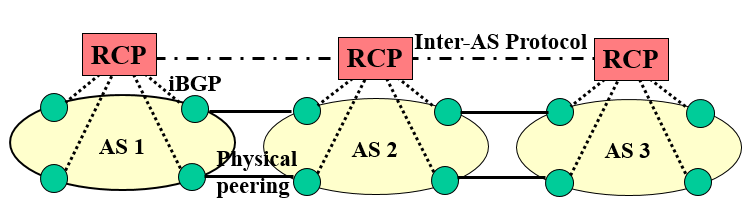 RCP
RCP
Inter-AS Protocol
RCP
iBGP
AS 1
AS 2
AS 3
Physical
peering